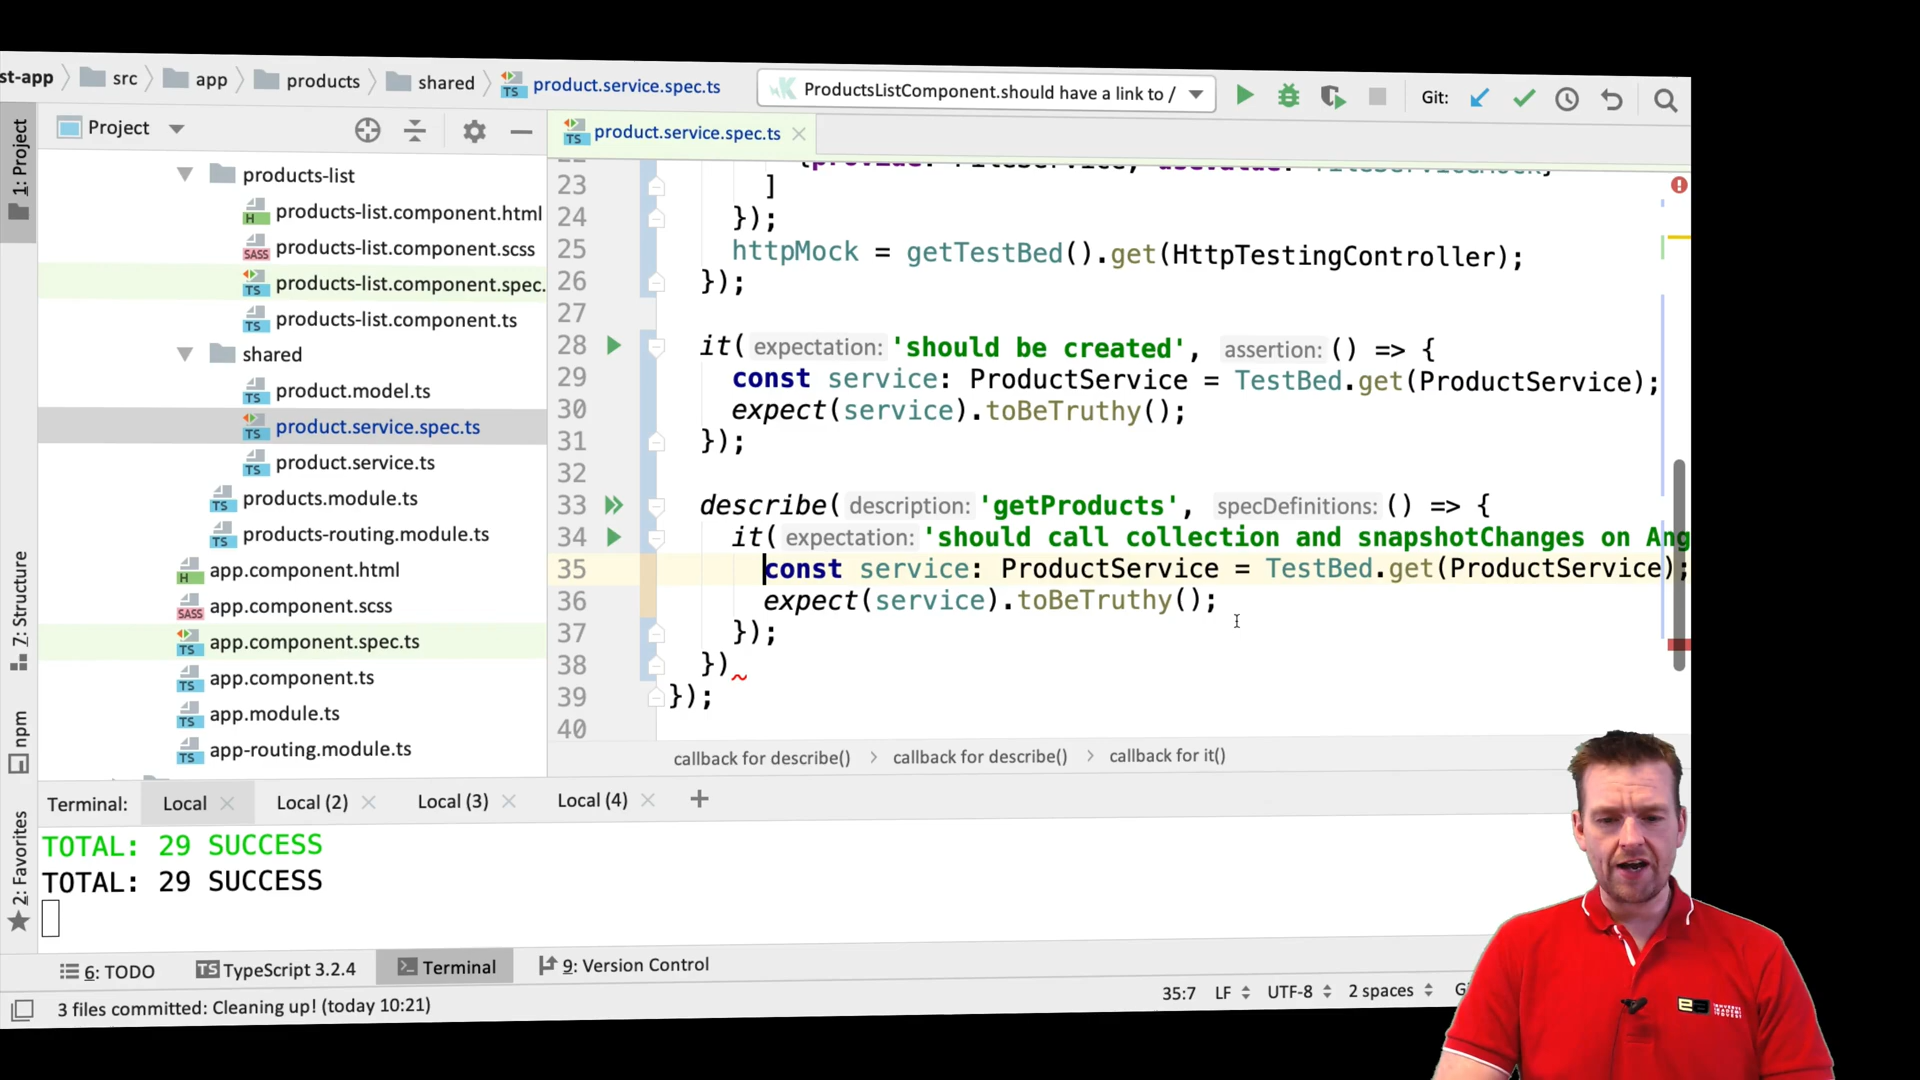 st-app src app products shared product.service.spec.ts
ProductsListComponent.should have a link to /
Git:
1: Project
Project
product.service.spec.ts
products-list
products-list.component.html
products-list.component.scss
products-list.component.spec.
products-list.component.ts
shared
product.model.ts
product.service.spec.ts
product.service.ts
products.module.ts
products-routing.module.ts
app.component.html
app.component.scss
app.component.spec.ts
app.component.ts
app.module.ts
app-routing.module.ts
7: Structure
npm
2: Favorites
23 ]
24 });
25 httpMock = getTestBed().get(HttpTestingController);
26 });
27
28 it( expectation: 'should be created', assertion: () => {
29 const service: ProductService = TestBed.get(ProductService);
30 expect(service).toBeTruthy();
31 });
32
33 describe( description: 'getProducts', specDefinitions: () => {
34 it( expectation: 'should call collection and snapshotChanges on Ang
35 const service: ProductService = TestBed.get(ProductService);
36 expect(service).toBeTruthy();
37 });
38 })
39 });
40
callback for describe() > callback for describe() > callback for it()
Terminal: Local Local (2) Local (3) Local (4)
TOTAL: 29 SUCCESS
TOTAL: 29 SUCCESS
6: TODO TypeScript 3.2.4 Terminal 9: Version Control
3 files committed: Cleaning up! (today 10:21)
35:7 LF UTF-8 2 spaces